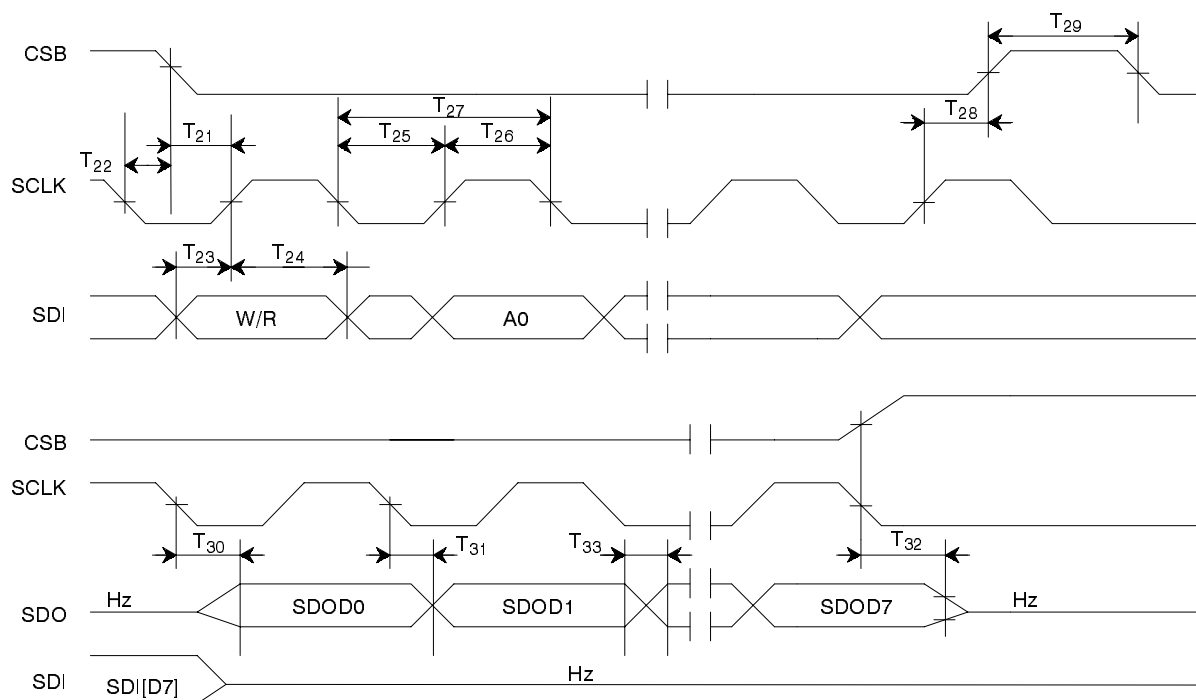 T29
CSB
T27
T28
T21
T25
T26
T22
SCLK
T23
T24
SDI
W/R
A0
CSB
SCLK
T30
T31
T33
T32
Hz
SDOD0
SDOD1
SDOD7
Hz
SDO
Hz
SDI
SDI[D7]